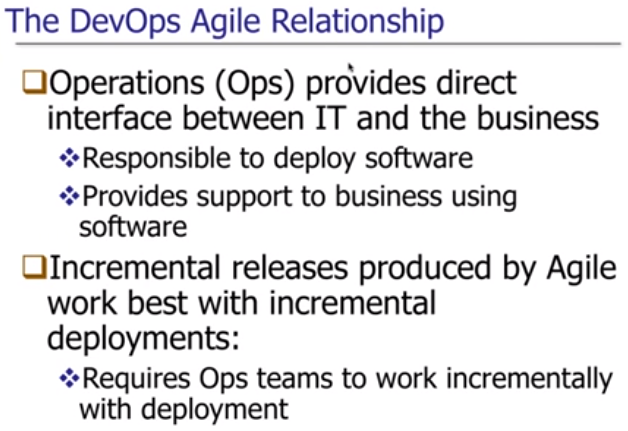 The DevOps Agile Relationship
Operations (Ops) provides direct
interface between IT and the business
Responsible to deploy software
Provides support to business using
software
Incremental releases produced by Agile
work best with incremental
deployments:
Requires Ops teams to work incrementally
with deployment